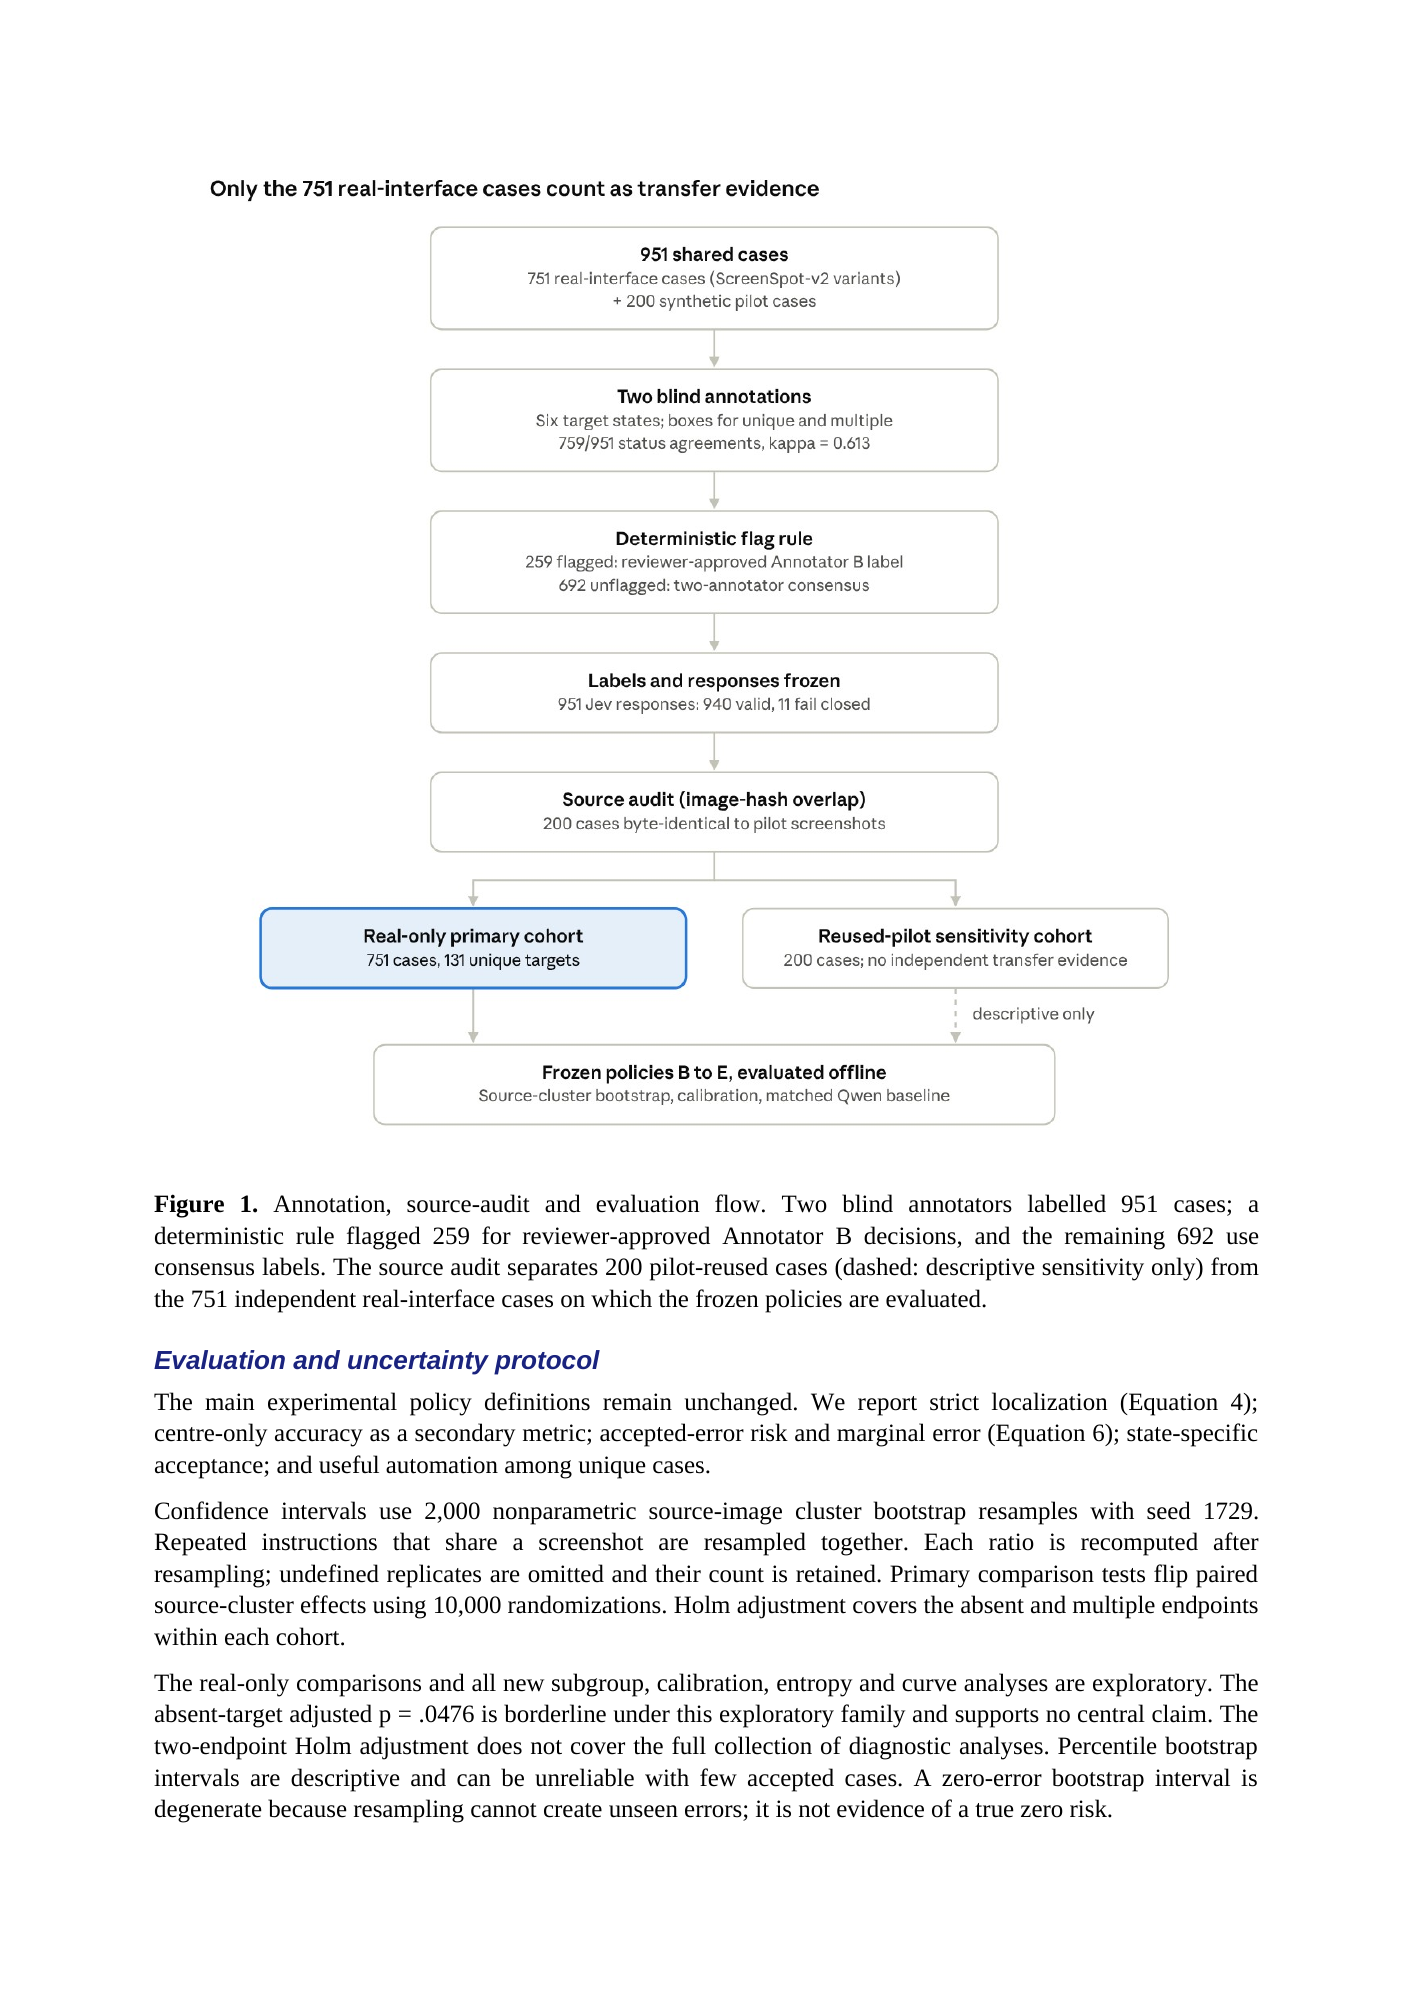 Only the 751 real-interface cases count as transfer evidence
951 shared cases
751 real-interface cases (ScreenSpot-v2 variants)
+ 200 synthetic pilot cases
Two blind annotations
Six target states; boxes for unique and multiple
759/951 status agreements, kappa = 0.613
Deterministic flag rule
259 flagged: reviewer-approved Annotator B label
692 unflagged: two-annotator consensus
Labels and responses frozen
951 Jev responses: 940 valid, 11 fail closed
Source audit (image-hash overlap)
200 cases byte-identical to pilot screenshots
Real-only primary cohort
751 cases, 131 unique targets
Reused-pilot sensitivity cohort
200 cases; no independent transfer evidence
descriptive only
Frozen policies B to E, evaluated offline
Source-cluster bootstrap, calibration, matched Qwen baseline
Figure 1. Annotation, source-audit and evaluation flow. Two blind annotators labelled 951 cases; a
deterministic rule flagged 259 for reviewer-approved Annotator B decisions, and the remaining 692 use
consensus labels. The source audit separates 200 pilot-reused cases (dashed: descriptive sensitivity only) from
the 751 independent real-interface cases on which the frozen policies are evaluated.
Evaluation and uncertainty protocol
The main experimental policy definitions remain unchanged. We report strict localization (Equation 4);
centre-only accuracy as a secondary metric; accepted-error risk and marginal error (Equation 6); state-specific
acceptance; and useful automation among unique cases.
Confidence intervals use 2,000 nonparametric source-image cluster bootstrap resamples with seed 1729.
Repeated instructions that share a screenshot are resampled together. Each ratio is recomputed after
resampling; undefined replicates are omitted and their count is retained. Primary comparison tests flip paired
source-cluster effects using 10,000 randomizations. Holm adjustment covers the absent and multiple endpoints
within each cohort.
The real-only comparisons and all new subgroup, calibration, entropy and curve analyses are exploratory. The
absent-target adjusted p = .0476 is borderline under this exploratory family and supports no central claim. The
two-endpoint Holm adjustment does not cover the full collection of diagnostic analyses. Percentile bootstrap
intervals are descriptive and can be unreliable with few accepted cases. A zero-error bootstrap interval is
degenerate because resampling cannot create unseen errors; it is not evidence of a true zero risk.